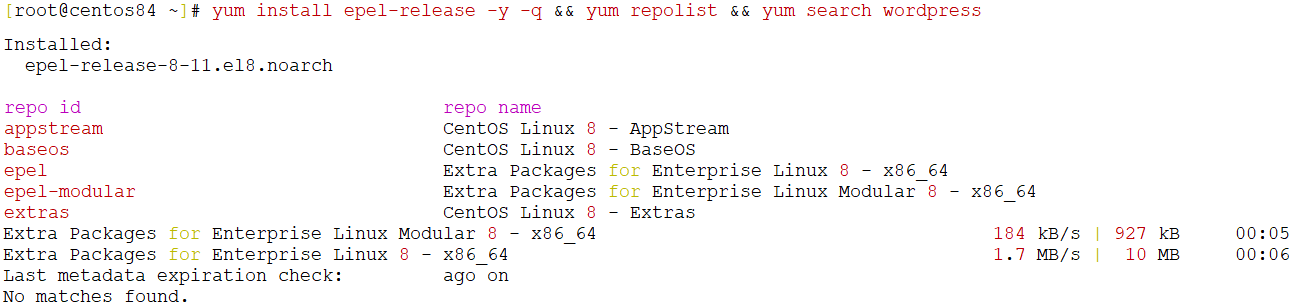 [root@centos84 ~]# yum install epel-release -y -q && yum repolist && yum search wordpress
Installed:
epel-release-8-11.el8.noarch
repo id repo name
appstream CentOS Linux 8 - AppStream
baseos CentOS Linux 8 - BaseOS
epel Extra Packages for Enterprise Linux 8 - x86_64
epel-modular Extra Packages for Enterprise Linux Modular 8 - x86_64
extras CentOS Linux 8 - Extras
Extra Packages for Enterprise Linux Modular 8 - x86_64 184 kB/s | 927 kB 00:05
Extra Packages for Enterprise Linux 8 - x86_64 1.7 MB/s | 10 MB 00:06
Last metadata expiration check: ago on
No matches found.